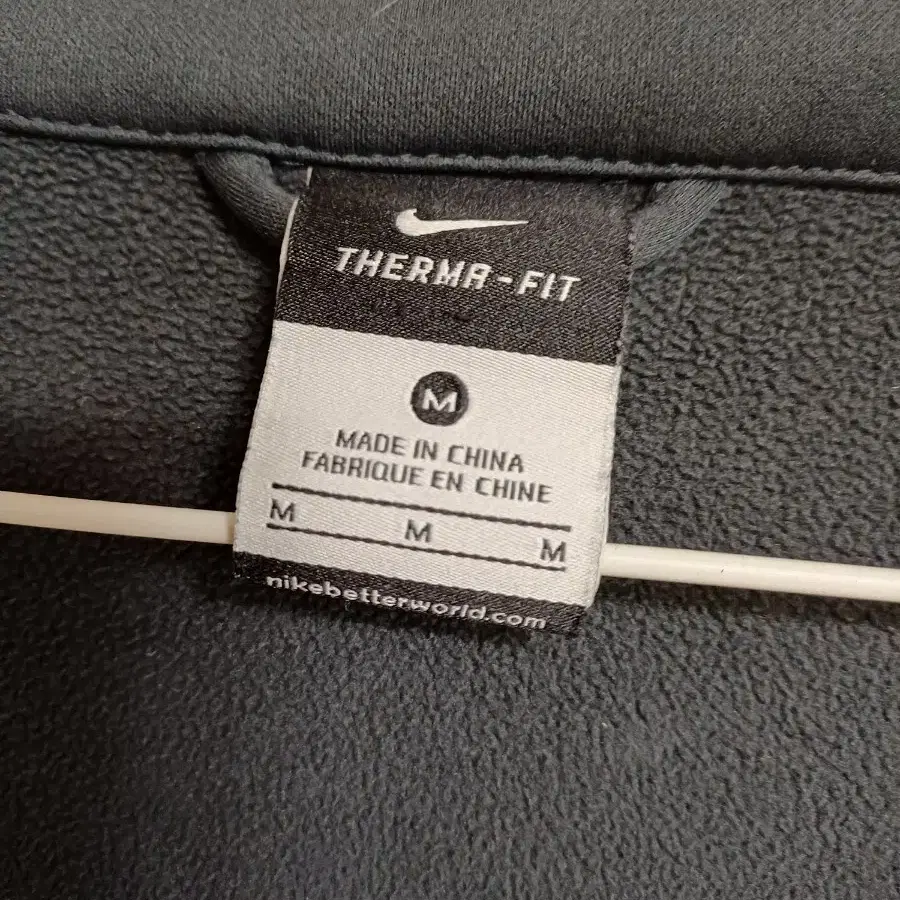 THERMA-FIT
M
MADE IN CHINA
FABRIQUE EN CHINE
M M M
nikebetterworld.com